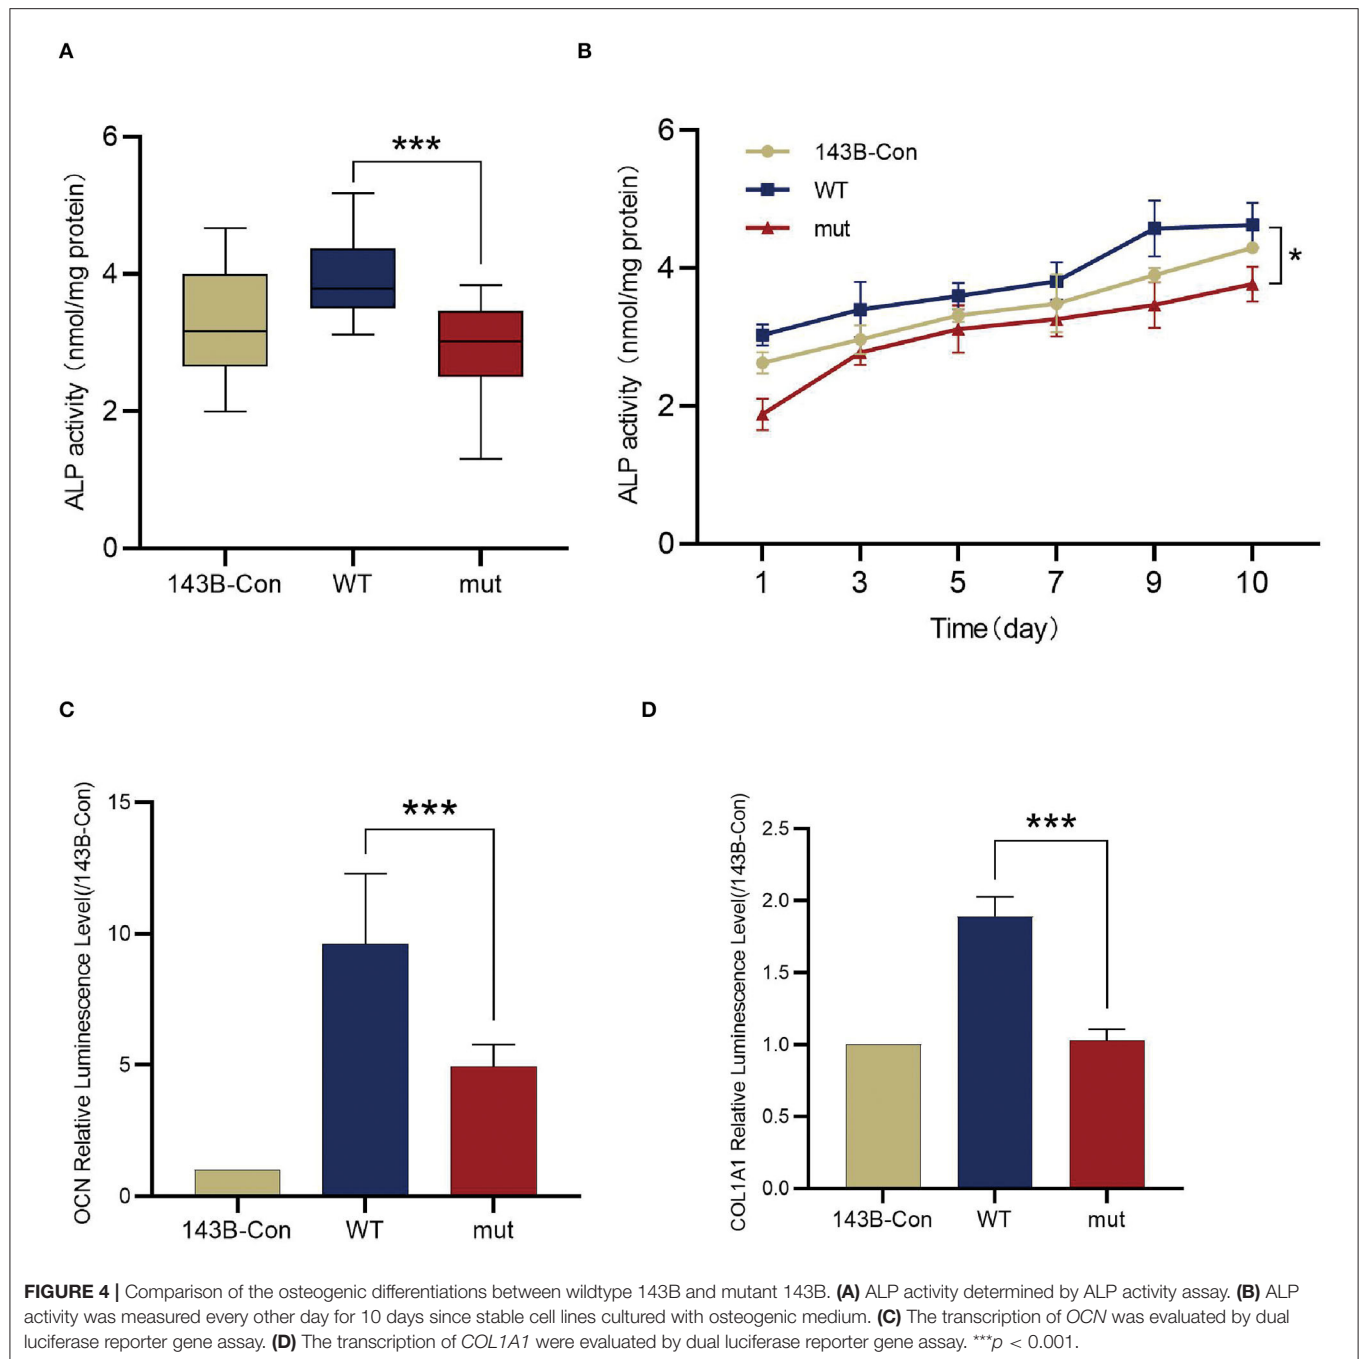 A
6
4
2
0
ALP activity（nmol/mg protein）
***
143B-Con
WT
mut
B
6
4
2
0
ALP activity（nmol/mg protein）
143B-Con
WT
mut
*
1 3 5 7 9 10
Time（day）
C
15
10
5
0
OCN Relative Luminescence Level(/143B-Con)
***
143B-Con
WT
mut
D
2.5
2.0
1.5
1.0
0.5
0.0
COL1A1 Relative Luminescence Level(/143B-Con)
***
143B-Con
WT
mut
FIGURE 4 | Comparison of the osteogenic differentiations between wildtype 143B and mutant 143B. (A) ALP activity determined by ALP activity assay. (B) ALP
activity was measured every other day for 10 days since stable cell lines cultured with osteogenic medium. (C) The transcription of OCN was evaluated by dual
luciferase reporter gene assay. (D) The transcription of COL1A1 were evaluated by dual luciferase reporter gene assay. ***p < 0.001.